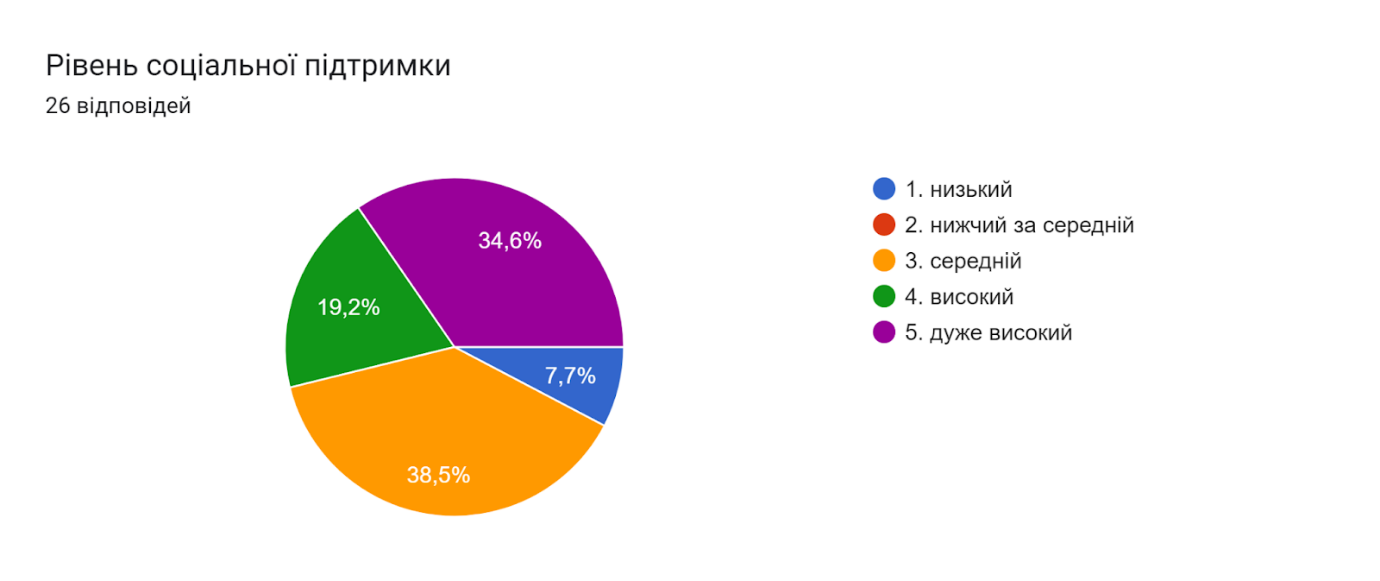 Рівень соціальної підтримки
26 відповідей
34,6%
19,2%
7,7%
38,5%
1. низький
2. нижчий за середній
3. середній
4. високий
5. дуже високий